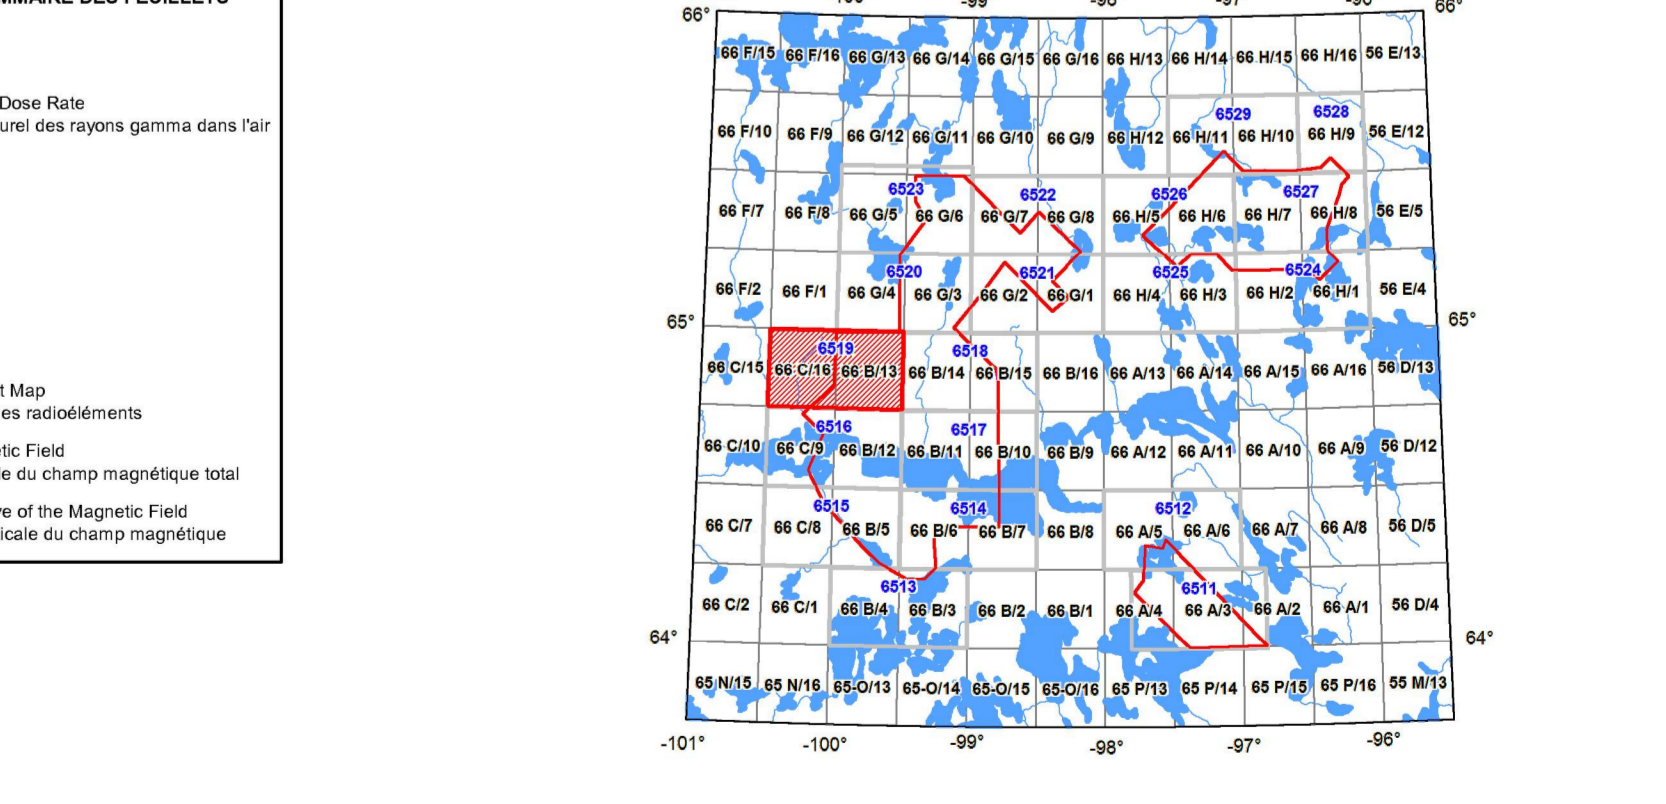 Dose Rate
urel des rayons gamma dans l'air
t Map
es radioéléments
etic Field
le du champ magnétique total
ve of the Magnetic Field
icale du champ magnétique
66° 66°
66 F/15 66 F/16 66 G/13 66 G/14 66 G/15 66 G/16 66 H/13 66 H/14 66 H/15 66 H/16 56 E/13
6529 6528
66 F/10 66 F/9 66 G/12 66 G/11 66 G/10 66 G/9 66 H/12 66 H/11 66 H/10 66 H/9 56 E/12
6523 6522 6526 6527
66 F/7 66 F/8 66 G/5 66 G/6 66 G/7 66 G/8 66 H/5 66 H/6 66 H/7 66 H/8 56 E/5
6520 6521 6525 6524
66 F/2 66 F/1 66 G/4 66 G/3 66 G/2 66 G/1 66 H/4 66 H/3 66 H/2 66 H/1 56 E/4
65° 65°
6519 6518
66 C/15 66 C/16 66 B/13 66 B/14 66 B/15 66 B/16 66 A/13 66 A/14 66 A/15 66 A/16 56 D/13
6516 6517
66 C/10 66 C/9 66 B/12 66 B/11 66 B/10 66 B/9 66 A/12 66 A/11 66 A/10 66 A/9 56 D/12
6515 6514 6512
66 C/7 66 C/8 66 B/5 66 B/6 66 B/7 66 B/8 66 A/5 66 A/6 66 A/7 66 A/8 56 D/5
6513 6511
66 C/2 66 C/1 66 B/4 66 B/3 66 B/2 66 B/1 66 A/4 66 A/3 66 A/2 66 A/1 56 D/4
64° 64°
65 N/15 65 N/16 65-O/13 65-O/14 65-O/15 65-O/16 65 P/13 65 P/14 65 P/15 65 P/16 55 M/13
-101° -100° -99° -98° -97° -96°